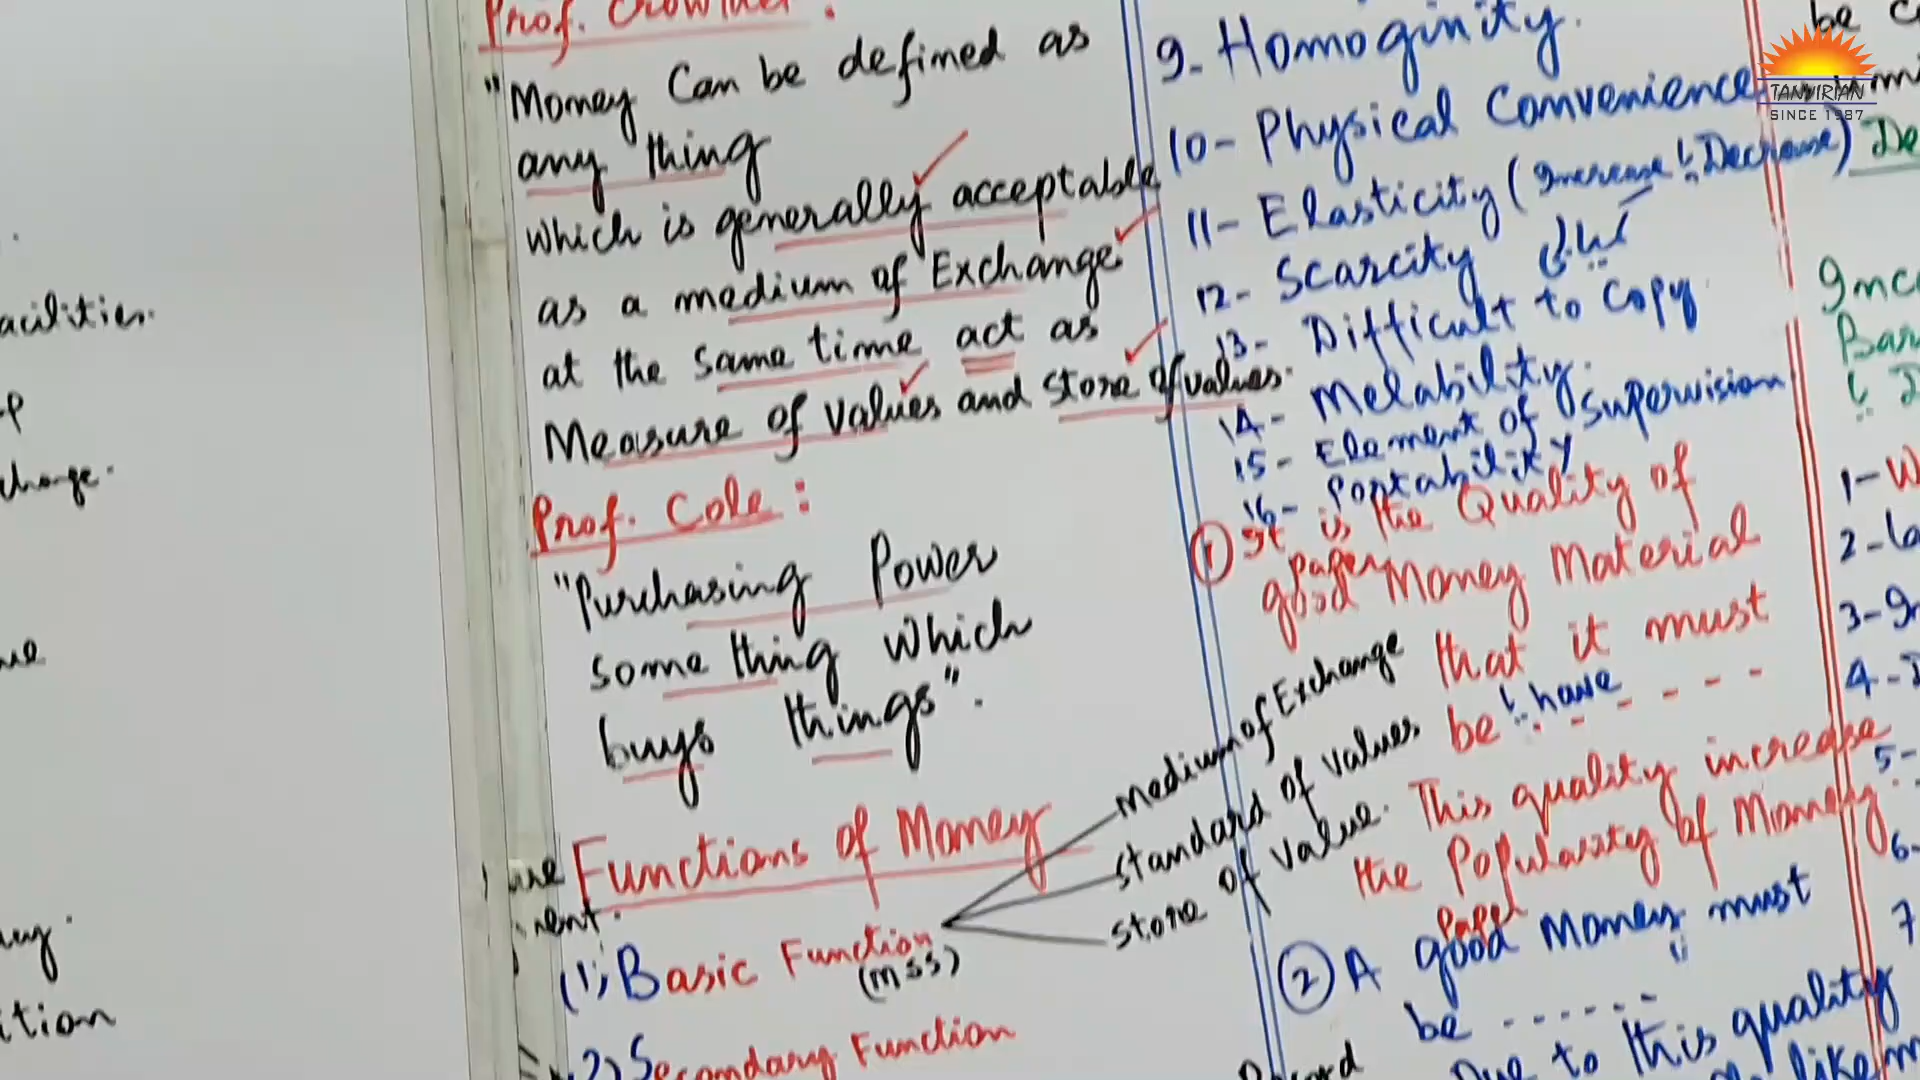 Prof. Crowther:
"Money Can be defined as
any thing
which is generally acceptable
as a medium of Exchange
at the same time act as
Measure of values and store of values.
Prof. Cole:
"Purchasing Power
some thing which
buys things".
Functions of Money
(1) Basic Function
(mss)
medium of Exchange
standard of values
store of value.
2) Secondary Function
9- Homoginity.
10- Physical Convenience
11- Elasticity (Increase Decrease)
12- Scarcity
13- Difficult to copy.
14- Melability.
15- Element of Supervision
16- Portability
① It is the Quality of
good Money Material
paper
that it must
be have - - - -
This quality increase
the Popularity of Money.
paper
② A good Money must
be - - - - - -
Due to this quality
like
TANVIRIAN
SINCE 1987
acilities.
change.
ition
1-
2-
3-
4-
5-
6-
7